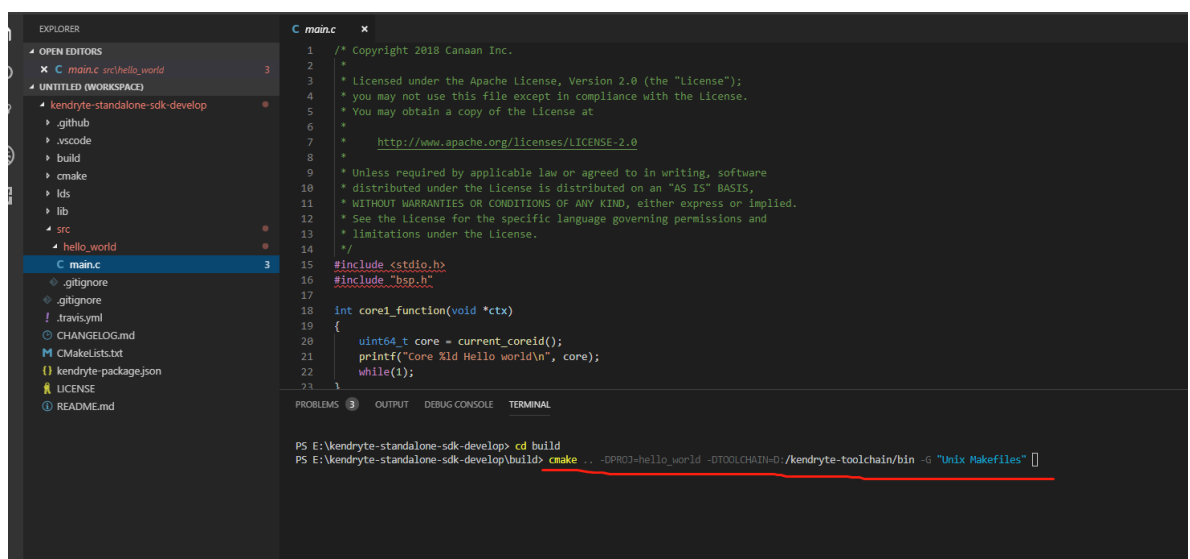 EXPLORER
OPEN EDITORS
C main.c src\hello_world 3
UNTITLED (WORKSPACE)
kendryte-standalone-sdk-develop
.github
.vscode
build
cmake
lds
lib
src
hello_world
C main.c 3
.gitignore
.gitignore
! .travis.yml
CHANGELOG.md
M CMakeLists.txt
{} kendryte-package.json
LICENSE
README.md
C main.c
1 /* Copyright 2018 Canaan Inc.
2 *
3 * Licensed under the Apache License, Version 2.0 (the "License");
4 * you may not use this file except in compliance with the License.
5 * You may obtain a copy of the License at
6 *
7 * http://www.apache.org/licenses/LICENSE-2.0
8 *
9 * Unless required by applicable law or agreed to in writing, software
10 * distributed under the License is distributed on an "AS IS" BASIS,
11 * WITHOUT WARRANTIES OR CONDITIONS OF ANY KIND, either express or implied.
12 * See the License for the specific language governing permissions and
13 * limitations under the License.
14 */
15 #include <stdio.h>
16 #include "bsp.h"
17
18 int core1_function(void *ctx)
19 {
20 uint64_t core = current_coreid();
21 printf("Core %ld Hello world\n", core);
22 while(1);
23 }
PROBLEMS 3 OUTPUT DEBUG CONSOLE TERMINAL
PS E:\kendryte-standalone-sdk-develop> cd build
PS E:\kendryte-standalone-sdk-develop\build> cmake .. -DPROJ=hello_world -DTOOLCHAIN=D:/kendryte-toolchain/bin -G "Unix Makefiles"